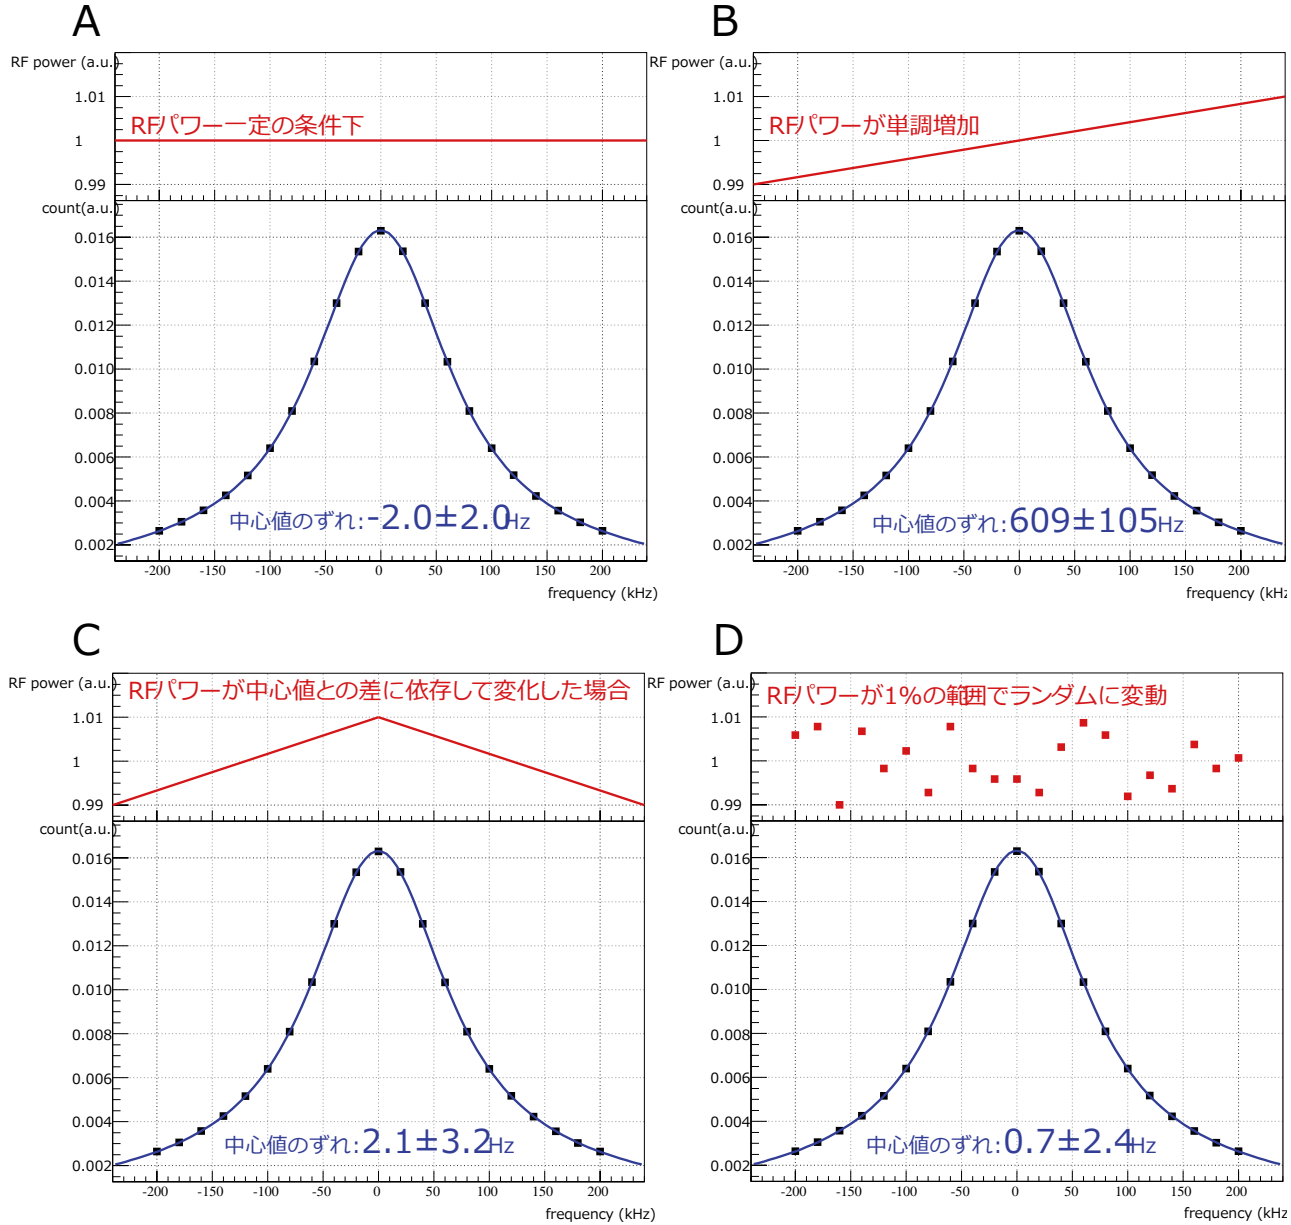 A
RF power (a.u.)
1.01
RFパワー一定の条件下
1
0.99
count(a.u.)
0.016
0.014
0.012
0.010
0.008
0.006
0.004
中心値のずれ:-2.0±2.0Hz
0.002
-200 -150 -100 -50 0 50 100 150 200
frequency (kHz)
B
RF power (a.u.)
1.01
RFパワーが単調増加
1
0.99
count(a.u.)
0.016
0.014
0.012
0.010
0.008
0.006
0.004
中心値のずれ:609±105Hz
0.002
-200 -150 -100 -50 0 50 100 150 200
frequency (kHz
C
RF power (a.u.)
RFパワーが中心値との差に依存して変化した場合
1.01
1
0.99
count(a.u.)
0.016
0.014
0.012
0.010
0.008
0.006
0.004
中心値のずれ:2.1±3.2Hz
0.002
-200 -150 -100 -50 0 50 100 150 200
frequency (kHz)
D
RF power (a.u.)
RFパワーが1%の範囲でランダムに変動
1.01
1
0.99
count(a.u.)
0.016
0.014
0.012
0.010
0.008
0.006
0.004
中心値のずれ:0.7±2.4Hz
0.002
-200 -150 -100 -50 0 50 100 150 200
frequency (kHz)